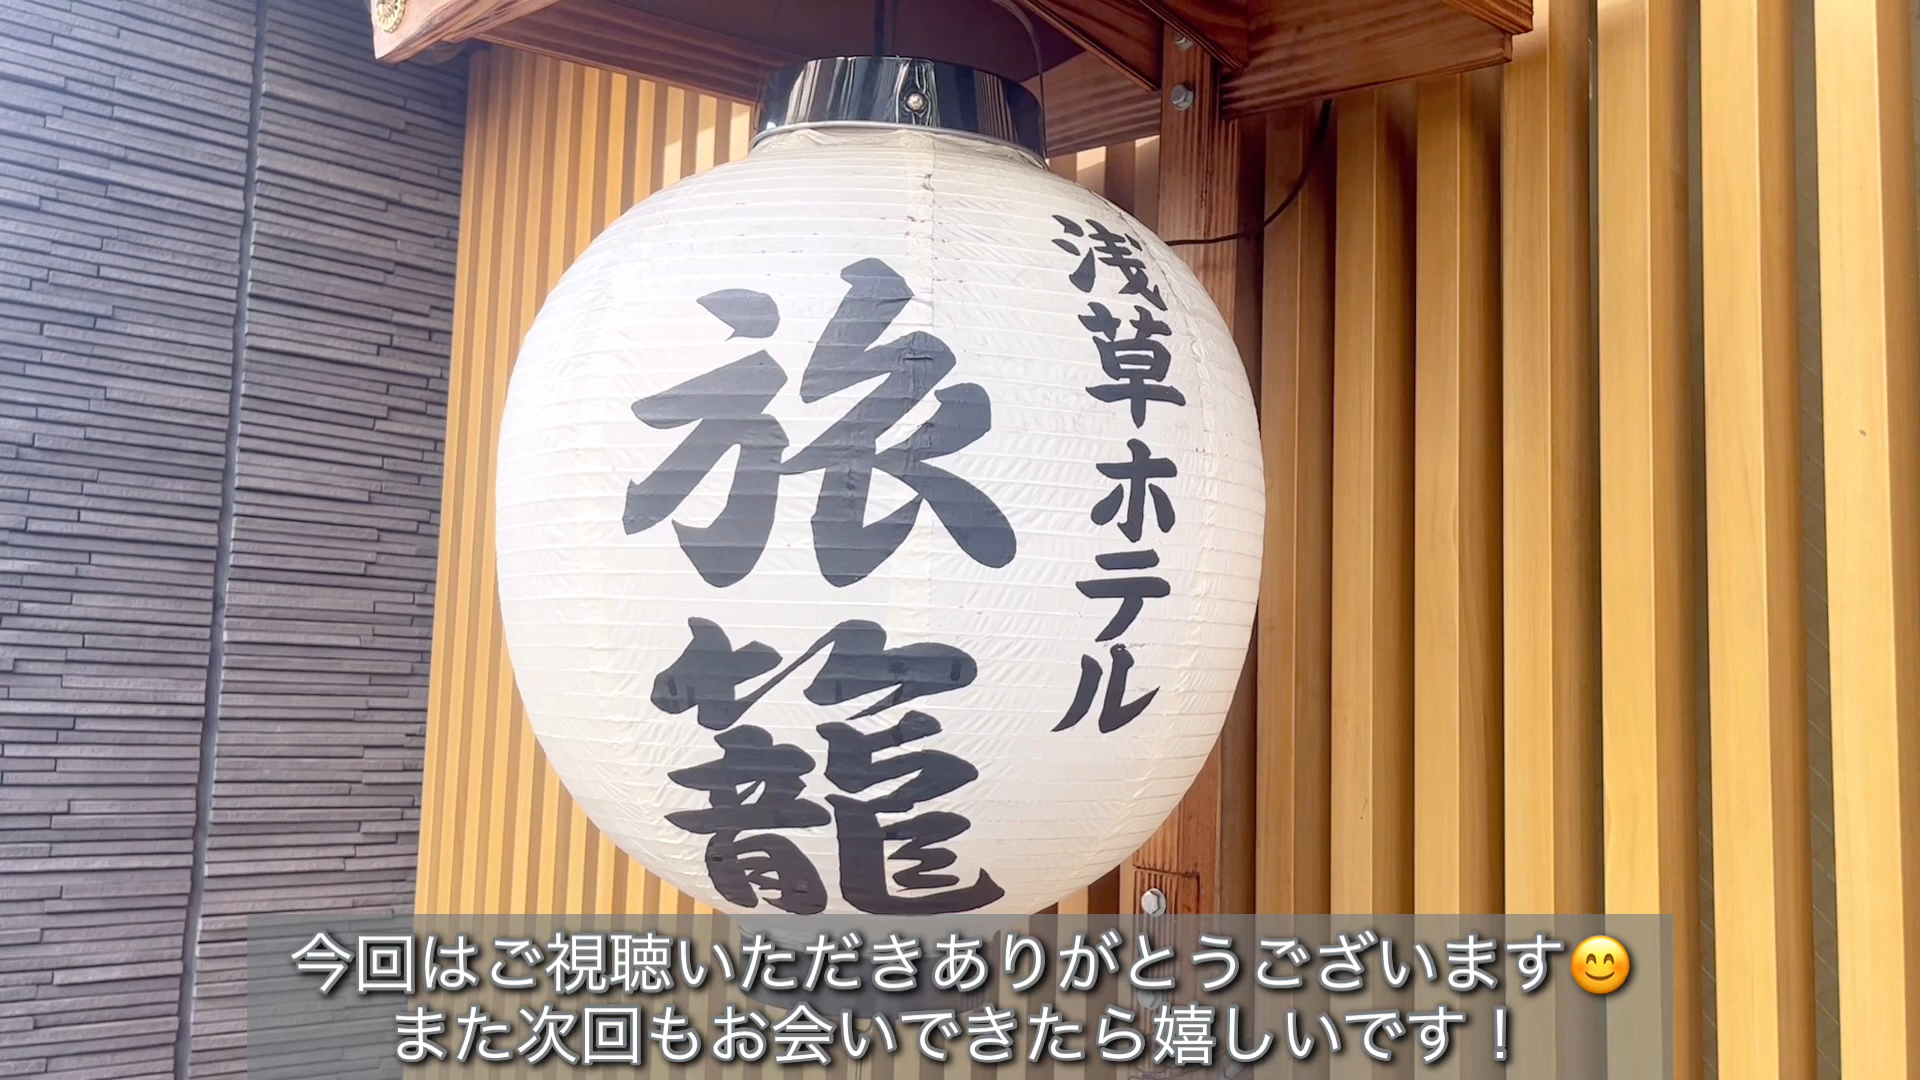 浅草ホテル
旅籠
今回はご視聴いただきありがとうございます😊
また次回もお会いできたら嬉しいです！